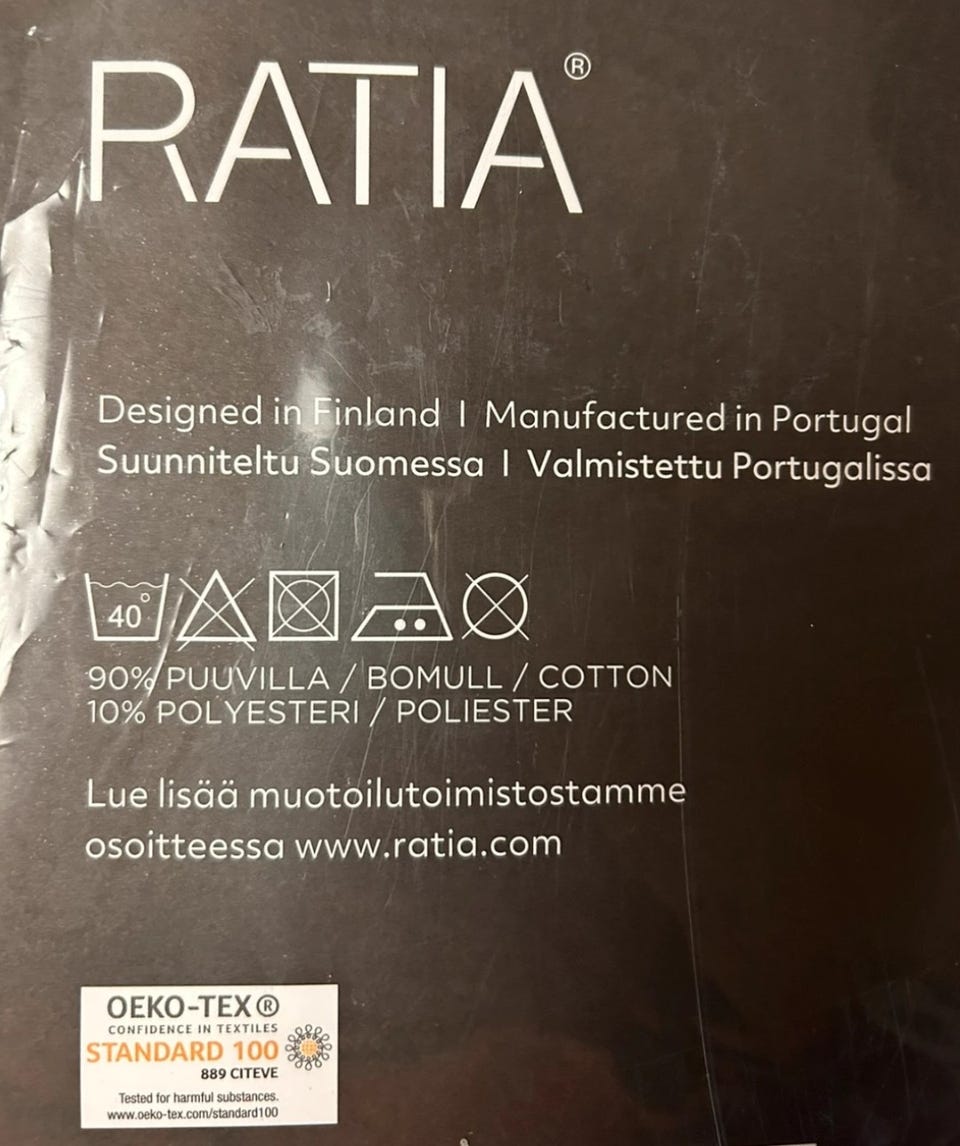 RATIA®
Designed in Finland | Manufactured in Portugal
Suunniteltu Suomessa | Valmistettu Portugalissa
40°
90% PUUVILLA / BOMULL / COTTON
10% POLYESTERI / POLIESTER
Lue lisää muotoilutoimistostamme
osoitteessa www.ratia.com
OEKO-TEX®
CONFIDENCE IN TEXTILES
STANDARD 100
889 CITEVE
Tested for harmful substances.
www.oeko-tex.com/standard100